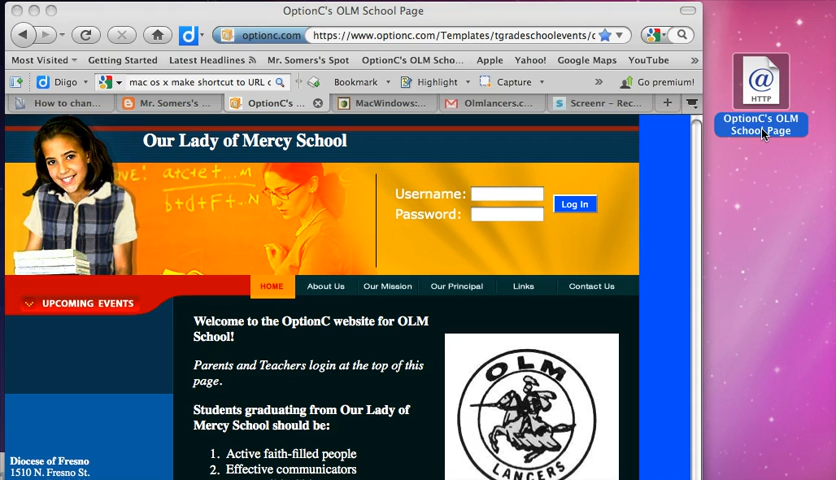 OptionC's OLM School Page
optionc.com
https://www.optionc.com/Templates/tgradeschoolevents/c
Most Visited
Getting Started
Latest Headlines
Mr. Somers's Spot
OptionC's OLM Scho...
Apple
Yahoo!
Google Maps
YouTube
Diigo
mac os x make shortcut to URL c
Bookmark
Highlight
Capture
Go premium!
How to chan...
Mr. Somers's ...
OptionC's ...
MacWindows:...
Olmlancers.c...
Screenr - Rec...
HTTP
OptionC's OLM
School Page
Our Lady of Mercy School
Username:
Password:
Log In
HOME
About Us
Our Mission
Our Principal
Links
Contact Us
UPCOMING EVENTS
Welcome to the OptionC website for OLM
School!
Parents and Teachers login at the top of this
page.
Students graduating from Our Lady of
Mercy School should be:
1. Active faith-filled people
2. Effective communicators
OLM
LANCERS
Diocese of Fresno
1510 N. Fresno St.